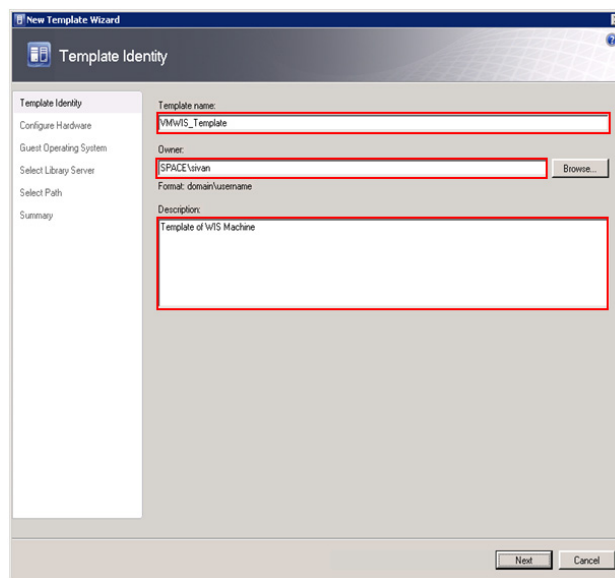 New Template Wizard
Template Identity
Template Identity
Configure Hardware
Guest Operating System
Select Library Server
Select Path
Summary
Template name:
VMWIS_Template
Owner:
SPACE\sivan
Browse...
Format: domain\username
Description:
Template of WIS Machine
Next
Cancel